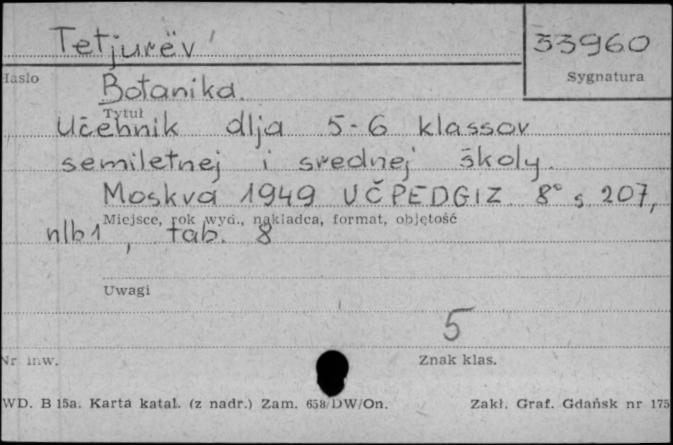 Tetjurëv
33960
Hasło
Sygnatura
Botanika.
Tytuł
Učebnik dlja 5-6 klassov
semiletnej i srednej školy.
Moskva 1949 UČPEDGIZ 8° s. 207,
Miejsce, rok wyd., nakładca, format, objętość
nlb 1, tab. 8
Uwagi
5
Nr inw.
Znak klas.
WD. B 15a. Karta katal. (z nadr.) Zam. 658/DW/On.
Zakł. Graf. Gdańsk nr 175